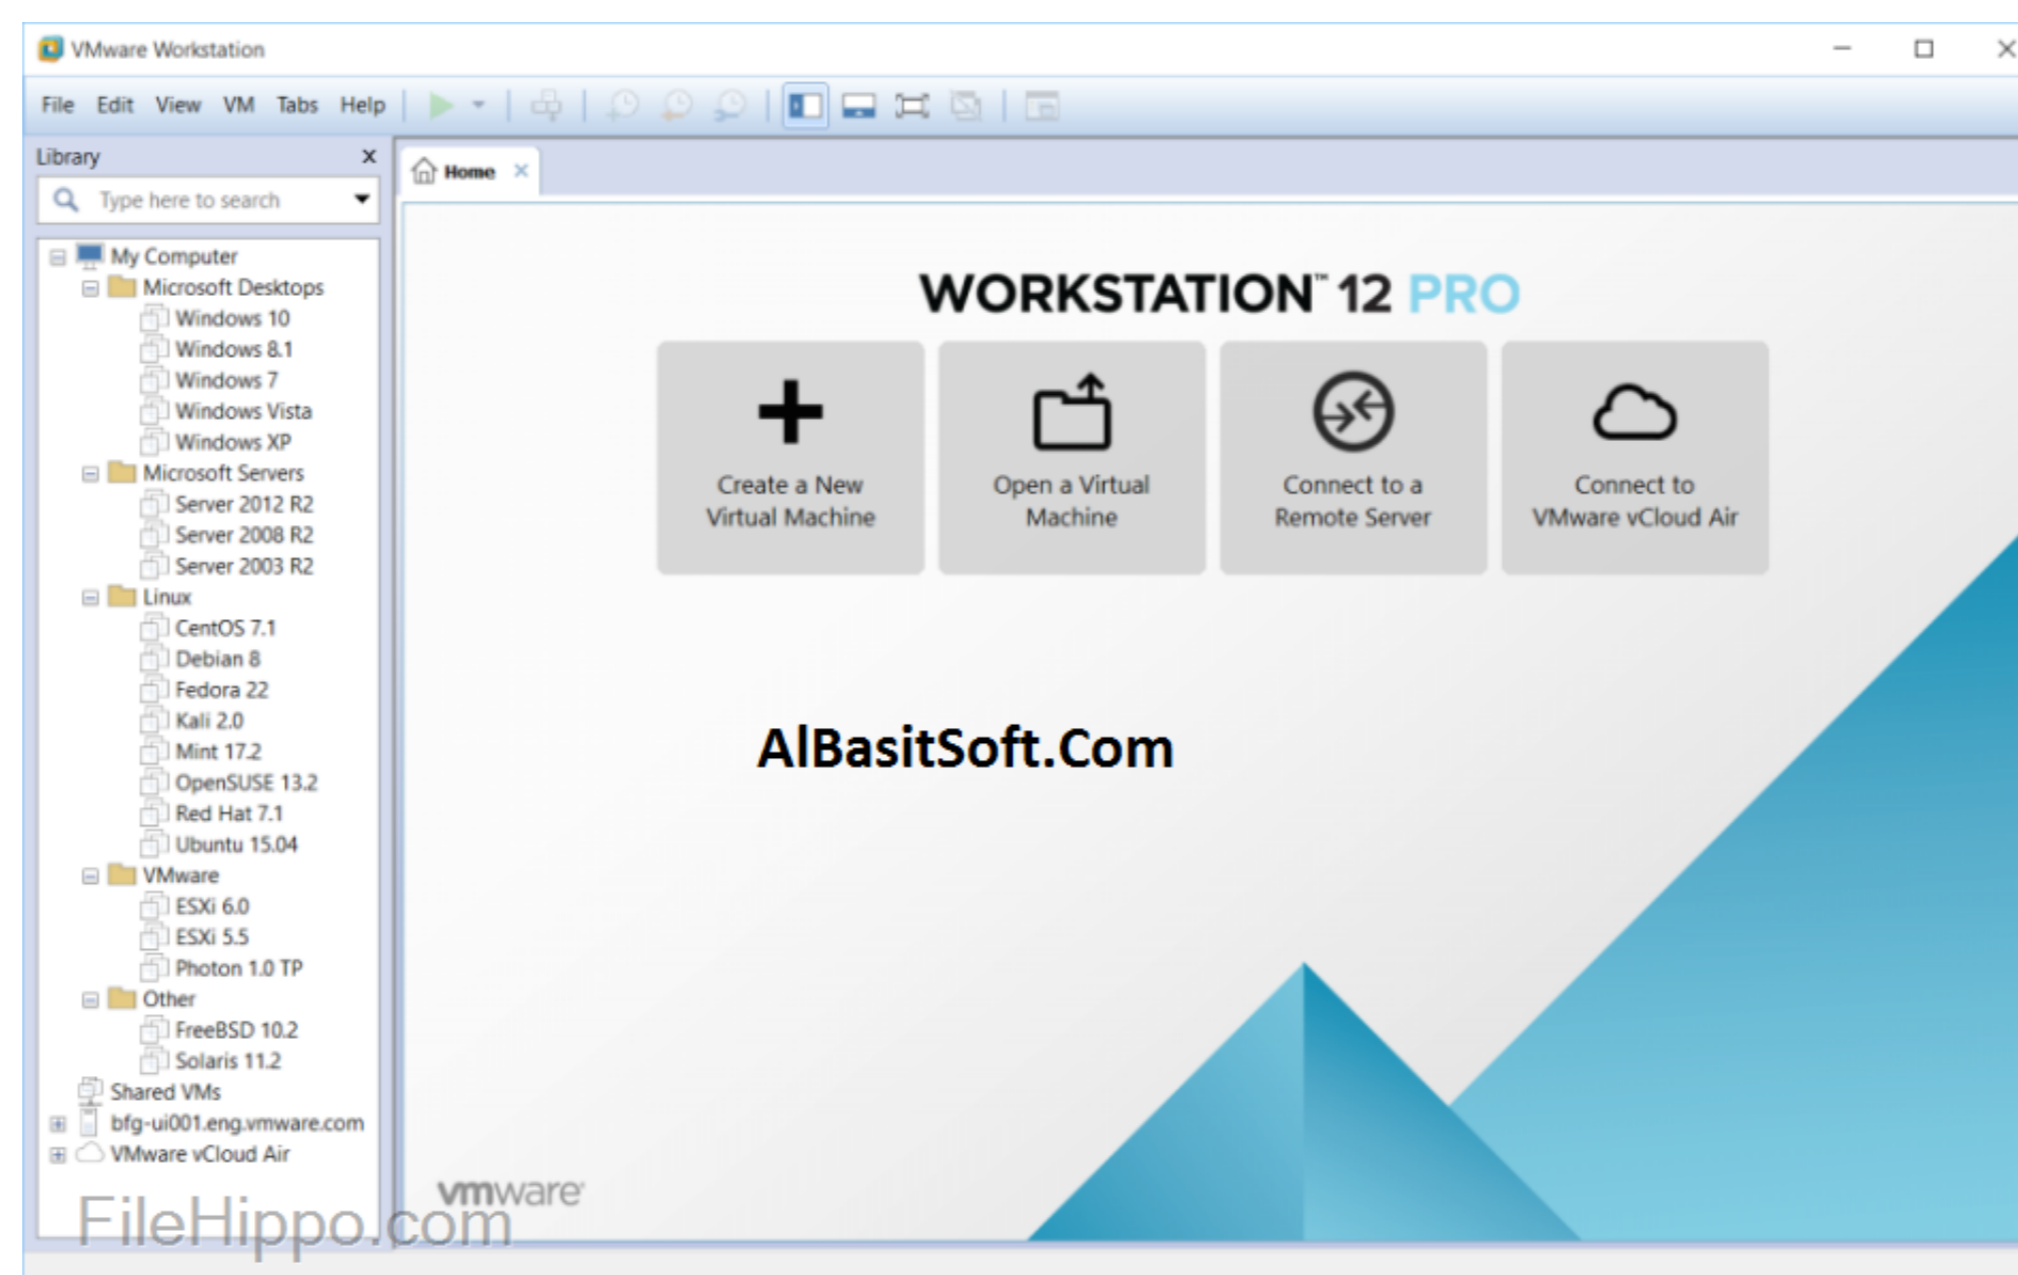 VMware Workstation
File Edit View VM Tabs Help
Library x
Type here to search
My Computer
Microsoft Desktops
Windows 10
Windows 8.1
Windows 7
Windows Vista
Windows XP
Microsoft Servers
Server 2012 R2
Server 2008 R2
Server 2003 R2
Linux
CentOS 7.1
Debian 8
Fedora 22
Kali 2.0
Mint 17.2
OpenSUSE 13.2
Red Hat 7.1
Ubuntu 15.04
VMware
ESXi 6.0
ESXi 5.5
Photon 1.0 TP
Other
FreeBSD 10.2
Solaris 11.2
Shared VMs
bfg-ui001.eng.vmware.com
VMware vCloud Air
FileHippo.com
Home
WORKSTATION™ 12 PRO
Create a New
Virtual Machine
Open a Virtual
Machine
Connect to a
Remote Server
Connect to
VMware vCloud Air
AlBasitSoft.Com
vmware